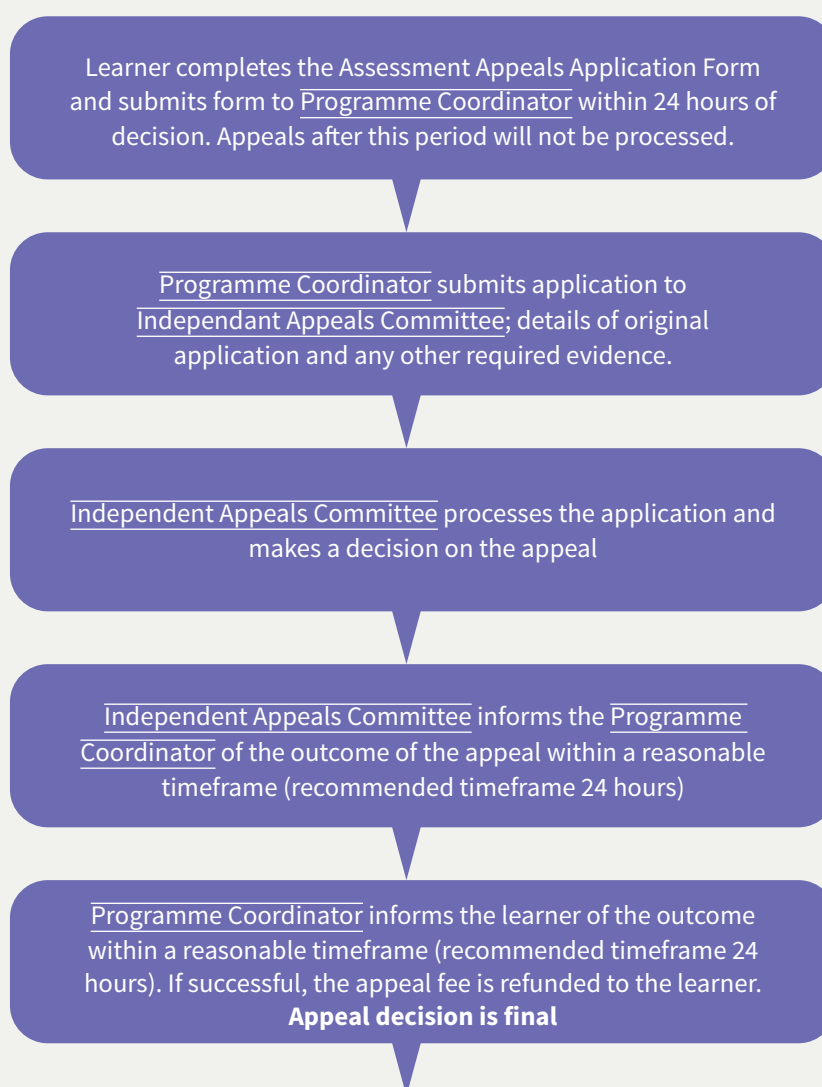 Learner completes the Assessment Appeals Application Form
and submits form to Programme Coordinator within 24 hours of
decision. Appeals after this period will not be processed.
Programme Coordinator submits application to
Independant Appeals Committee; details of original
application and any other required evidence.
Independent Appeals Committee processes the application and
makes a decision on the appeal
Independent Appeals Committee informs the Programme
Coordinator of the outcome of the appeal within a reasonable
timeframe (recommended timeframe 24 hours)
Programme Coordinator informs the learner of the outcome
within a reasonable timeframe (recommended timeframe 24
hours). If successful, the appeal fee is refunded to the learner.
Appeal decision is final